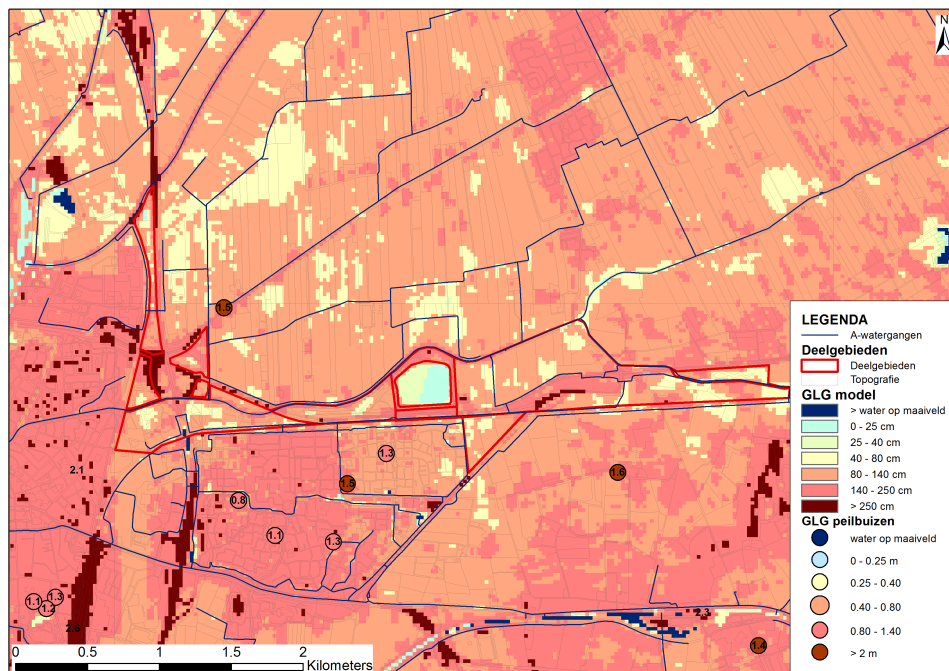 N
1.5
1.3
2.1
1.5
1.6
0.8
1.1
1.3
1.3
1.1
1.2
2.6
2.3
1.4
LEGENDA
A-watergangen
Deelgebieden
Deelgebieden
Topografie
GLG model
> water op maaiveld
0 - 25 cm
25 - 40 cm
40 - 80 cm
80 - 140 cm
140 - 250 cm
> 250 cm
GLG peilbuizen
water op maaiveld
0 - 0.25 m
0.25 - 0.40
0.40 - 0.80
0.80 - 1.40
> 2 m
0 0.5 1 1.5 2
Kilometers